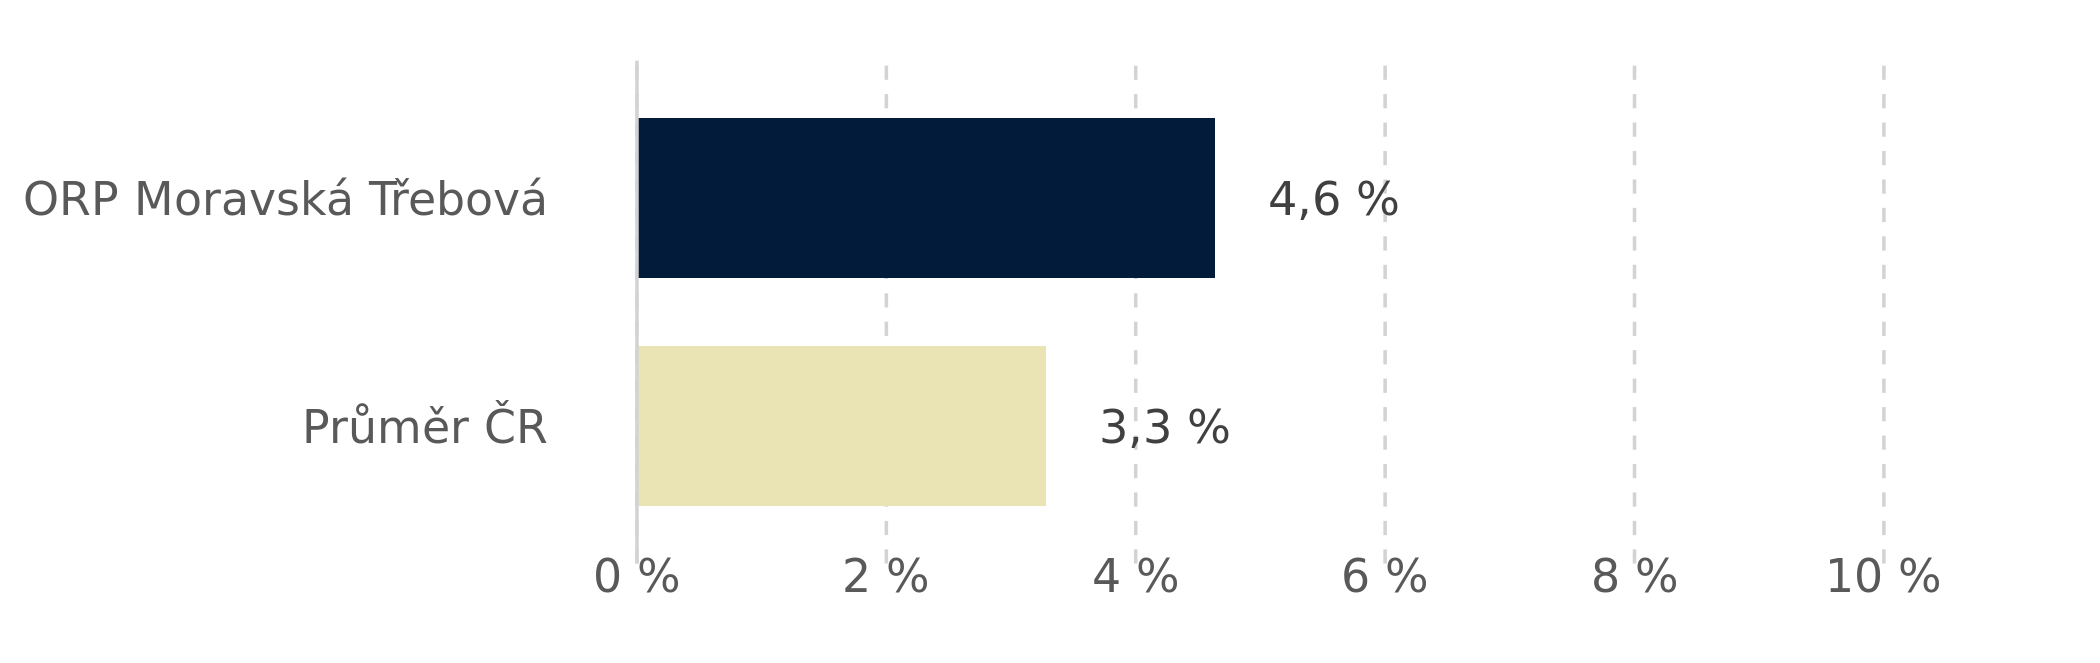 ORP Moravská Třebová
4,6 %
Průměr ČR
3,3 %
0 % 2 % 4 % 6 % 8 % 10 %